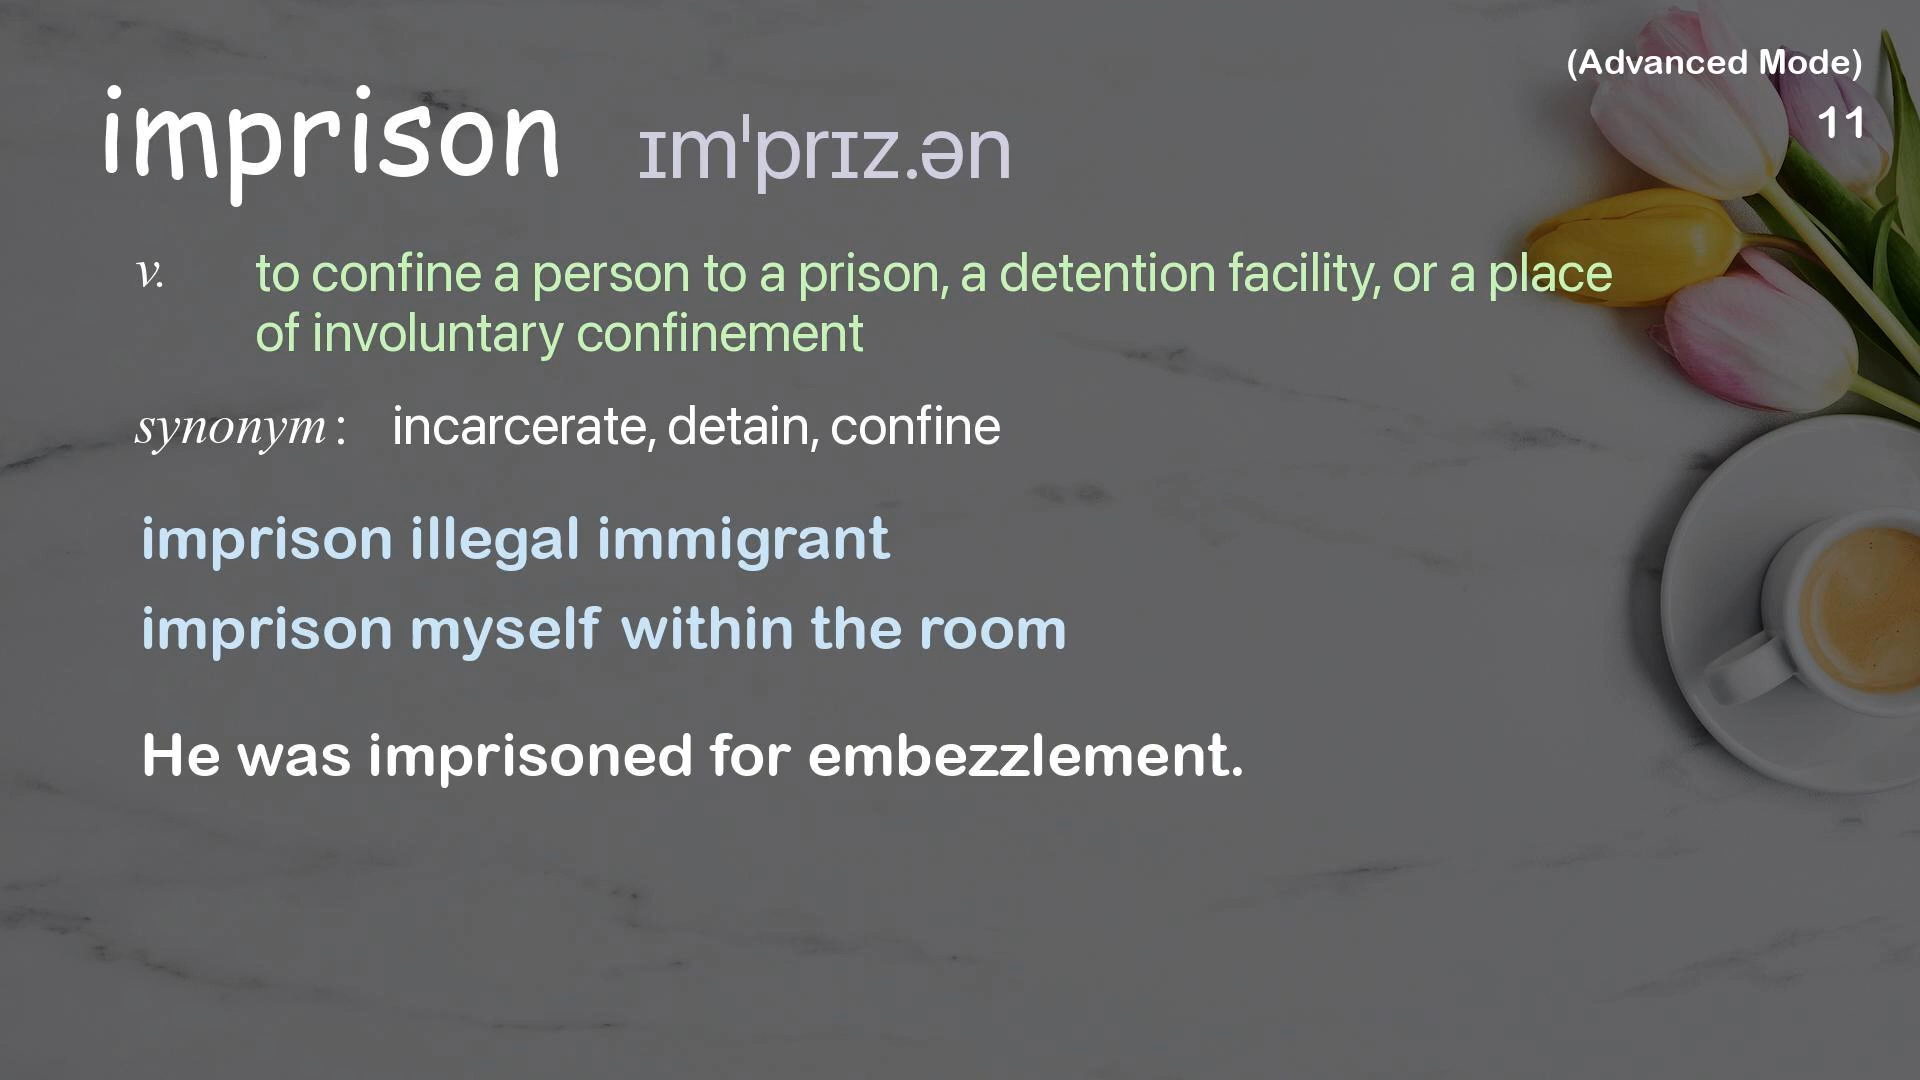 (Advanced Mode)
11
imprison ɪmˈprɪz.ən
v. to confine a person to a prison, a detention facility, or a place
of involuntary confinement
synonym : incarcerate, detain, confine
imprison illegal immigrant
imprison myself within the room
He was imprisoned for embezzlement.